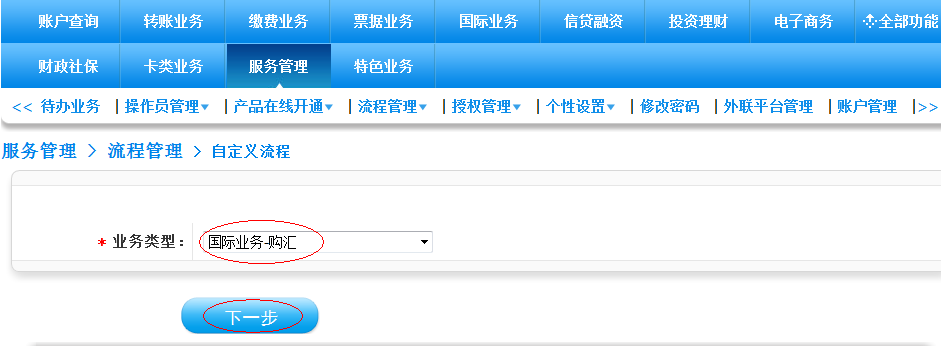 账户查询 转账业务 缴费业务 票据业务 国际业务 信贷融资 投资理财 电子商务 全部功能
财政社保 卡类业务 服务管理 特色业务
<< 待办业务 操作员管理 产品在线开通 流程管理 授权管理 个性设置 修改密码 外联平台管理 账户管理 >>
服务管理 > 流程管理 > 自定义流程
* 业务类型： 国际业务-购汇
下一步